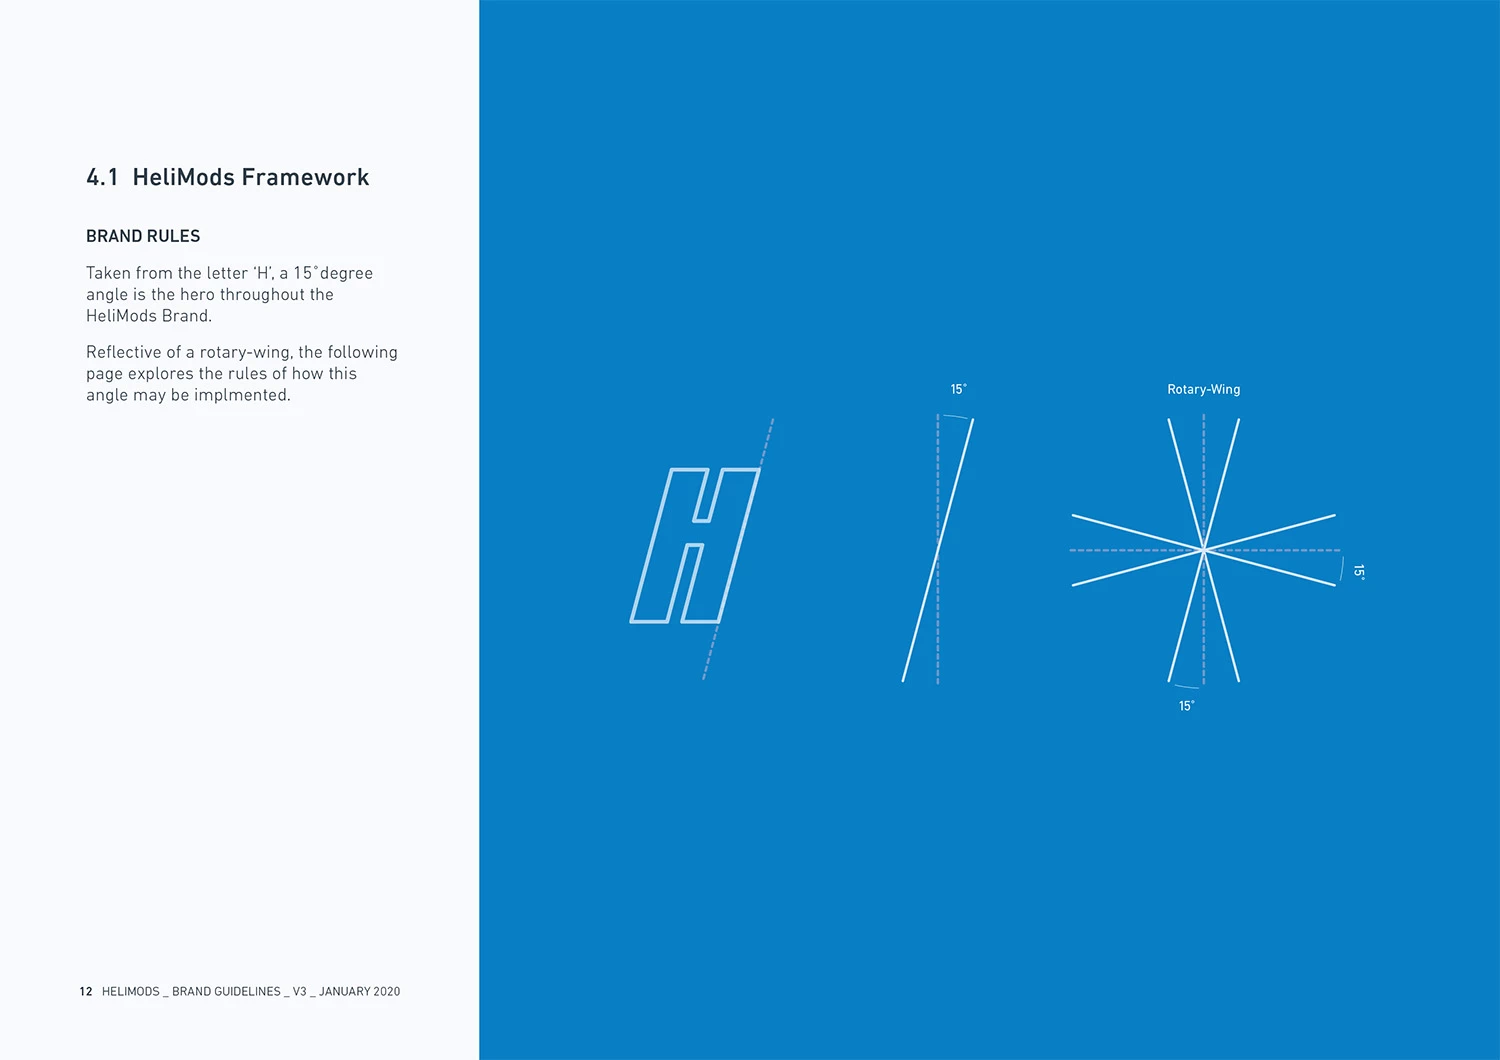 4.1 HeliMods Framework
BRAND RULES
Taken from the letter ‘H’, a 15˚degree
angle is the hero throughout the
HeliMods Brand.
Reflective of a rotary-wing, the following
page explores the rules of how this
angle may be implmented.
H
15˚
Rotary-Wing
15˚
15˚
12 HELIMODS _ BRAND GUIDELINES _ V3 _ JANUARY 2020